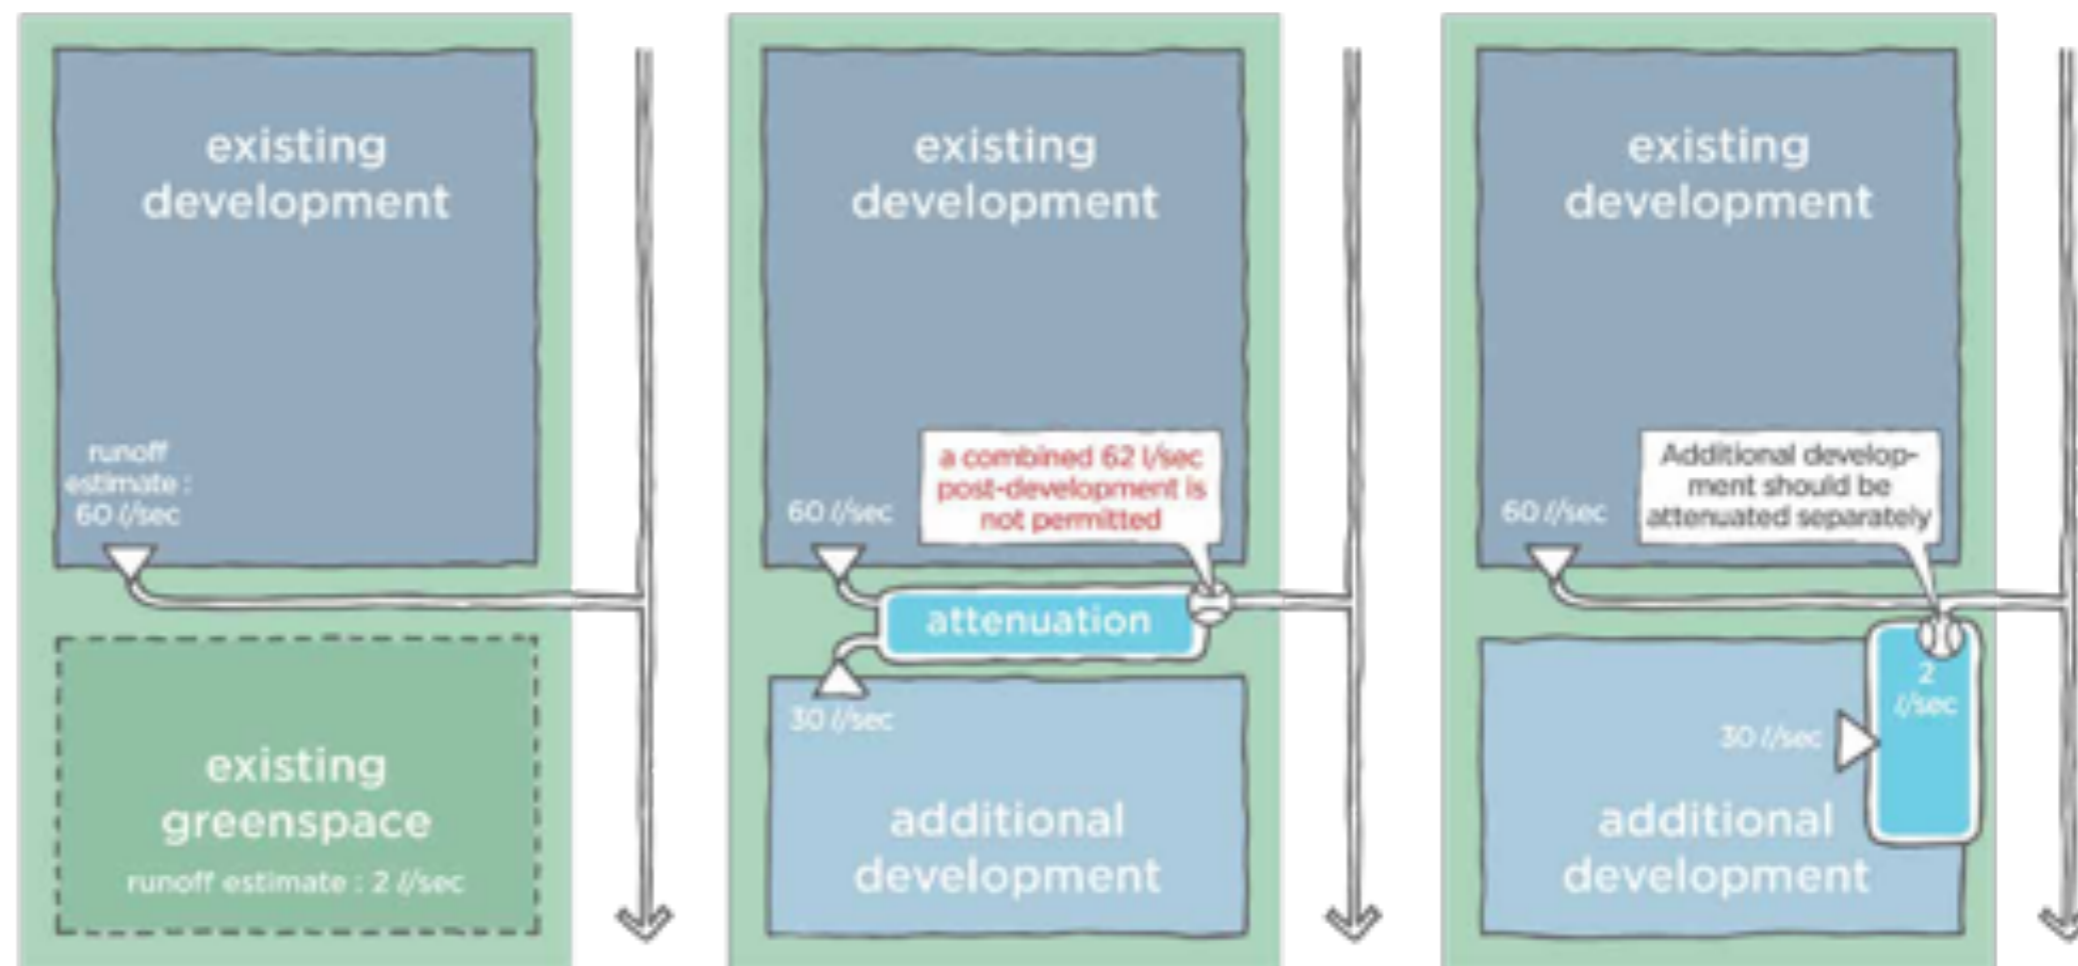 existing
development
runoff
estimate :
60 l/sec
existing
greenspace
runoff estimate : 2 l/sec
existing
development
a combined 62 l/sec
post-development is
not permitted
60 l/sec
attenuation
30 l/sec
additional
development
existing
development
Additional develop-
ment should be
attenuated separately
60 l/sec
2
l/sec
30 l/sec
additional
development